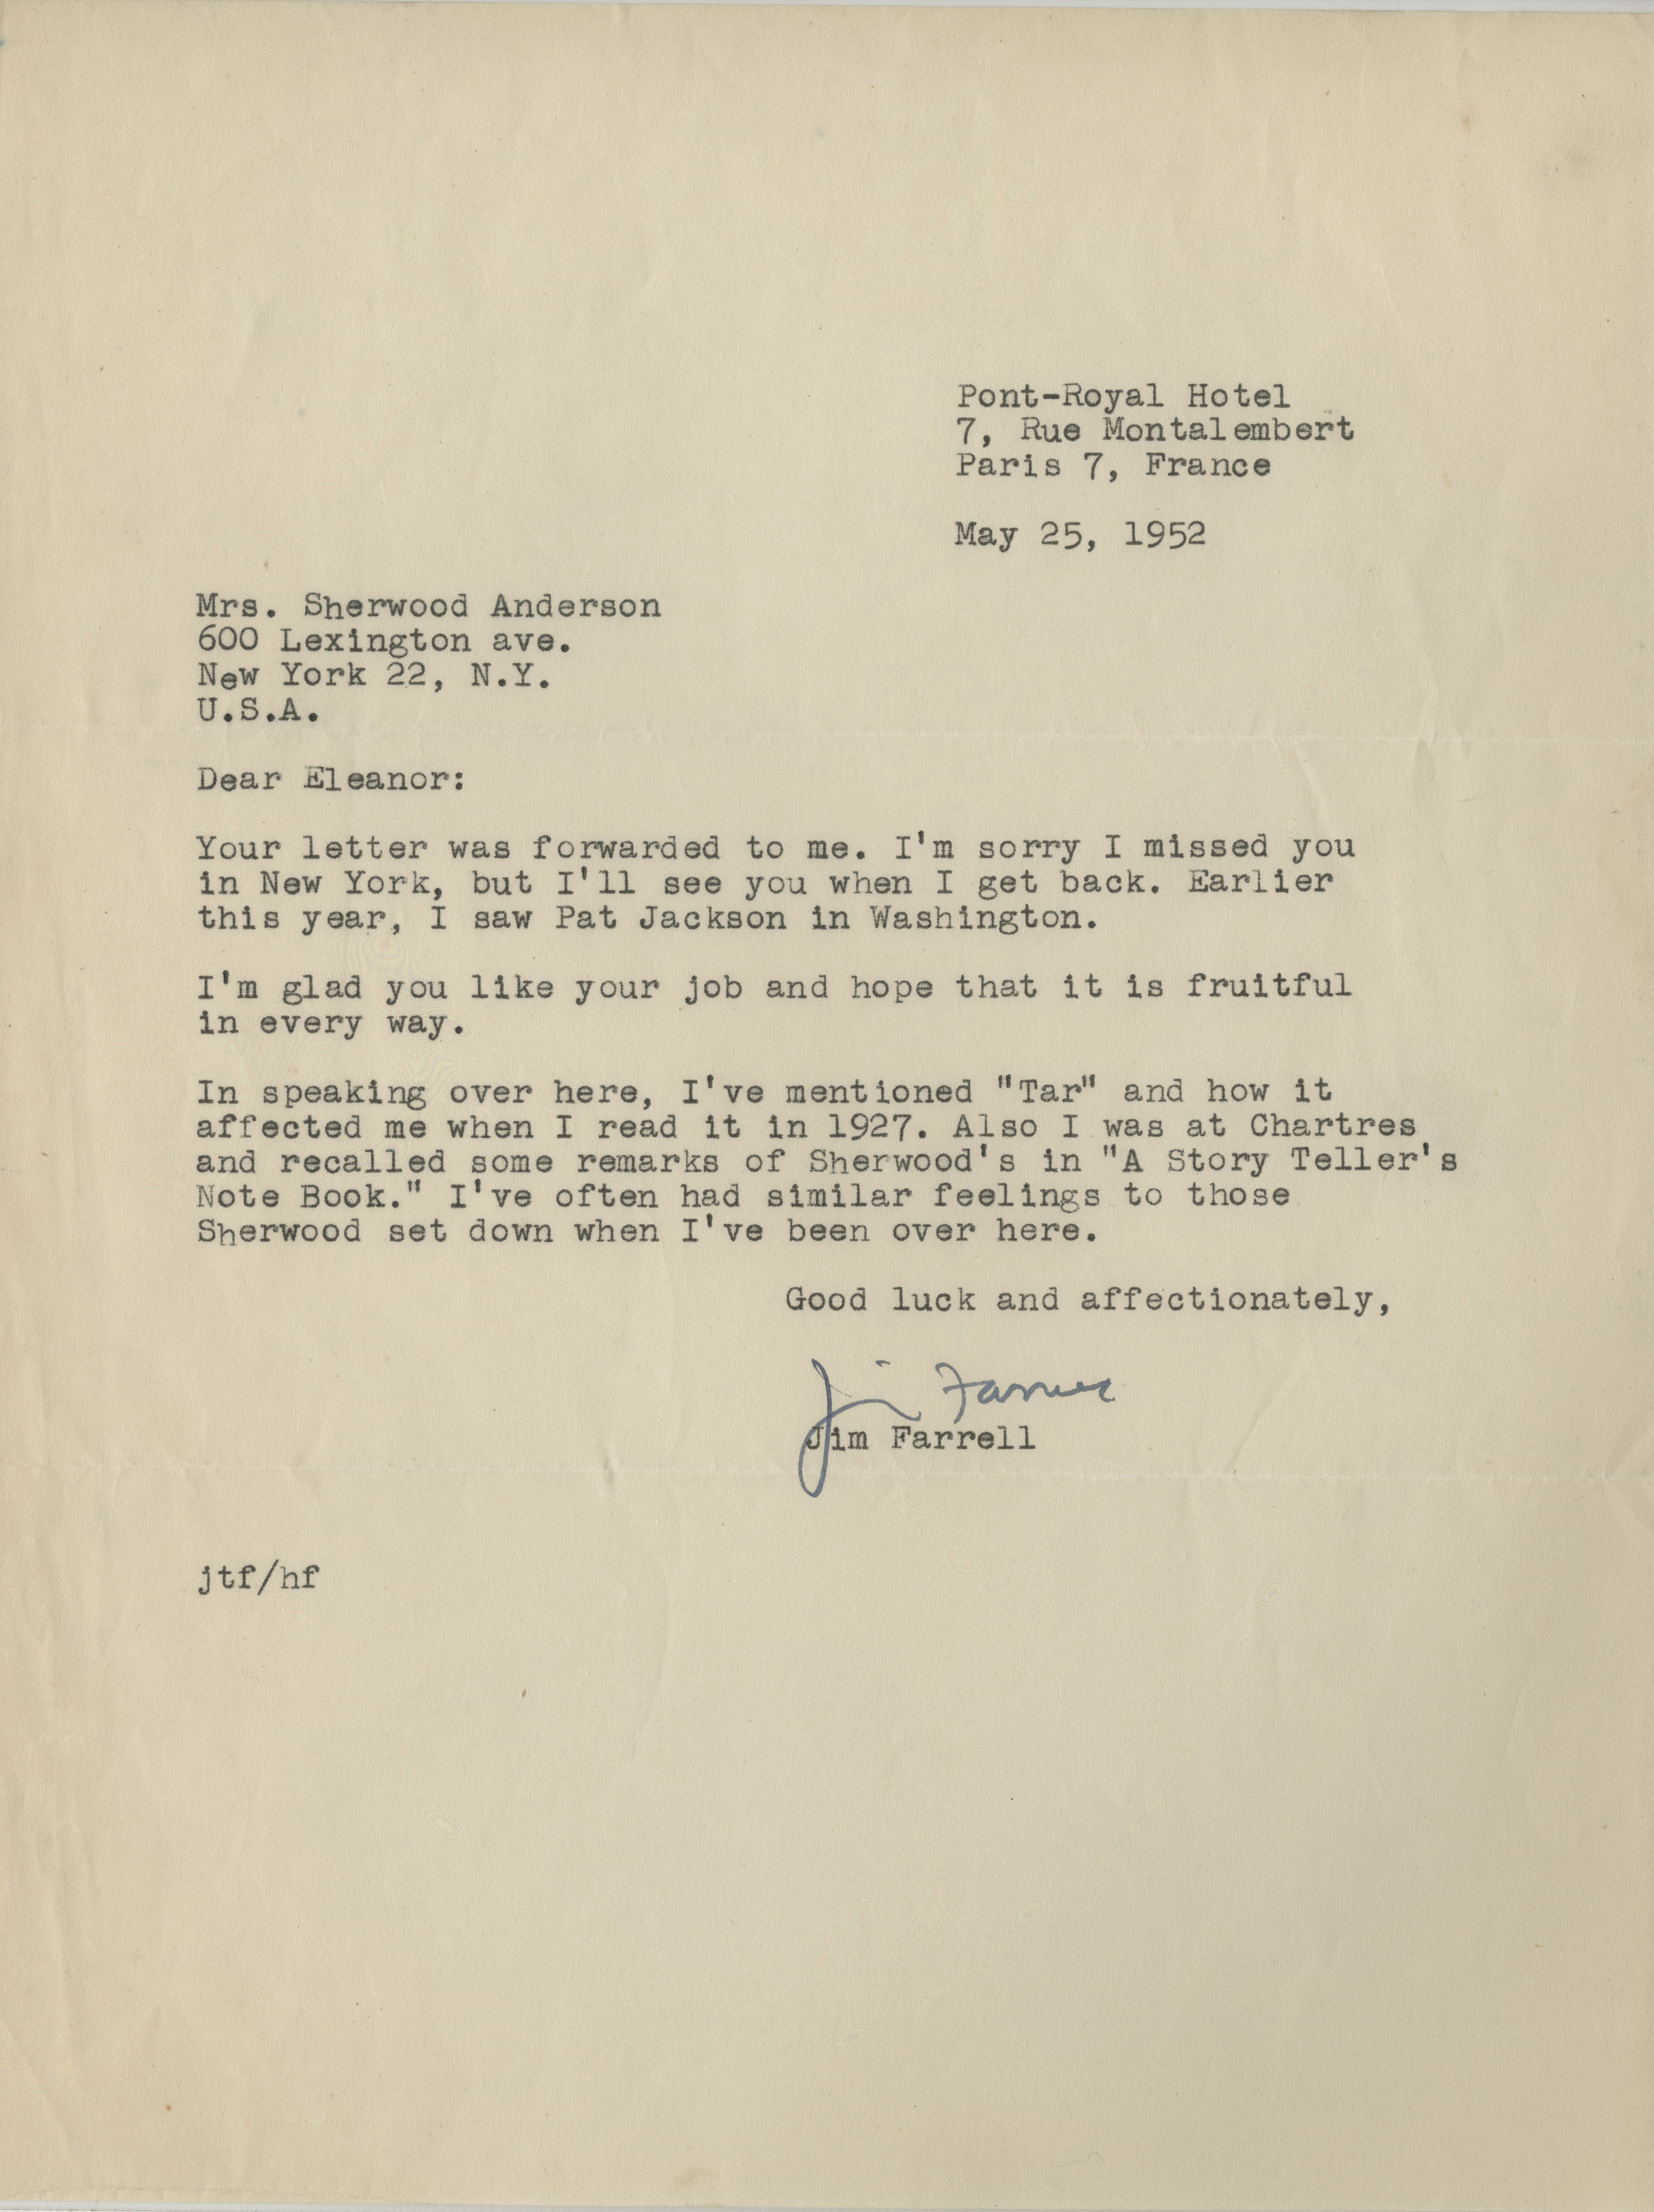 Pont-Royal Hotel
7, Rue Montalembert
Paris 7, France
May 25, 1952
Mrs. Sherwood Anderson
600 Lexington ave.
New York 22, N.Y.
U.S.A.
Dear Eleanor:
Your letter was forwarded to me. I'm sorry I missed you
in New York, but I'll see you when I get back. Earlier
this year, I saw Pat Jackson in Washington.
I'm glad you like your job and hope that it is fruitful
in every way.
In speaking over here, I've mentioned "Tar" and how it
affected me when I read it in 1927. Also I was at Chartres
and recalled some remarks of Sherwood's in "A Story Teller's
Note Book." I've often had similar feelings to those
Sherwood set down when I've been over here.
Good luck and affectionately,
Jim Farrell
Jim Farrell
jtf/hf